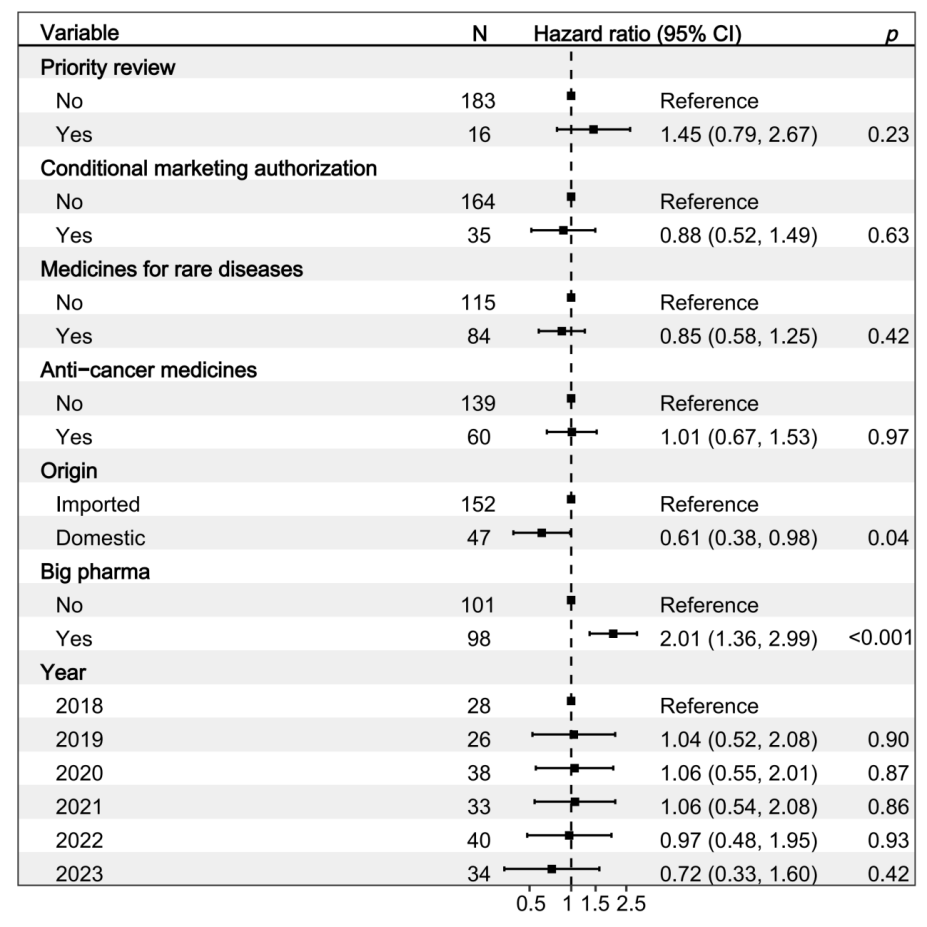 Variable N Hazard ratio (95% CI) p
Priority review
No 183 Reference
Yes 16 1.45 (0.79, 2.67) 0.23
Conditional marketing authorization
No 164 Reference
Yes 35 0.88 (0.52, 1.49) 0.63
Medicines for rare diseases
No 115 Reference
Yes 84 0.85 (0.58, 1.25) 0.42
Anti−cancer medicines
No 139 Reference
Yes 60 1.01 (0.67, 1.53) 0.97
Origin
Imported 152 Reference
Domestic 47 0.61 (0.38, 0.98) 0.04
Big pharma
No 101 Reference
Yes 98 2.01 (1.36, 2.99) <0.001
Year
2018 28 Reference
2019 26 1.04 (0.52, 2.08) 0.90
2020 38 1.06 (0.55, 2.01) 0.87
2021 33 1.06 (0.54, 2.08) 0.86
2022 40 0.97 (0.48, 1.95) 0.93
2023 34 0.72 (0.33, 1.60) 0.42
0.5 1 1.5 2.5